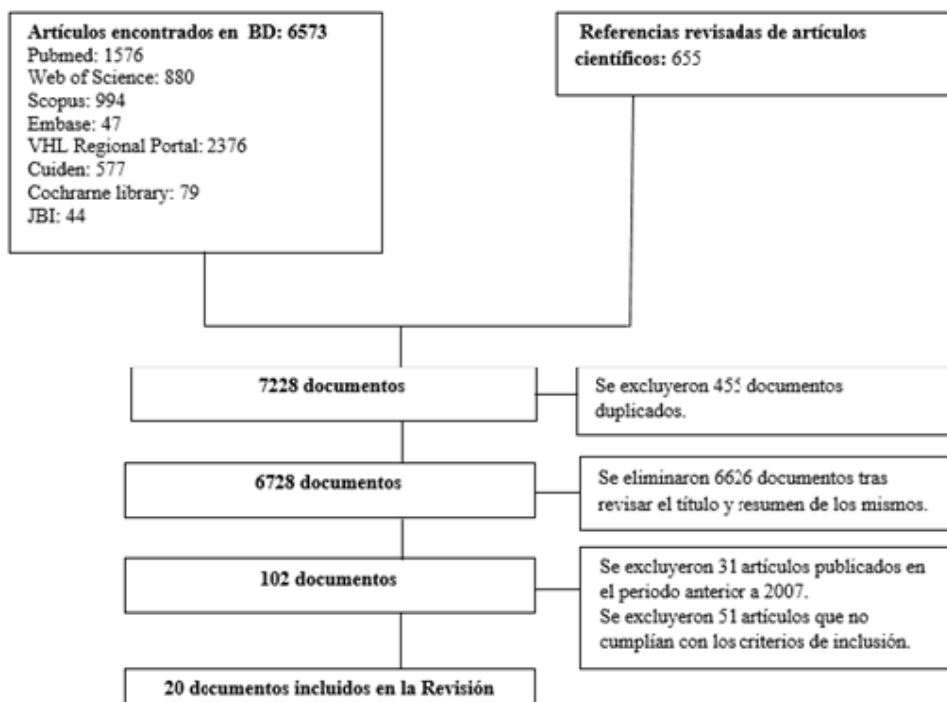 Artículos encontrados en BD: 6573
Pubmed: 1576
Web of Science: 880
Scopus: 994
Embase: 47
VHL Regional Portal: 2376
Cuiden: 577
Cochrarne library: 79
JBI: 44
Referencias revisadas de artículos
científicos: 655
7228 documentos
Se excluyeron 455 documentos
duplicados.
6728 documentos
Se eliminaron 6626 documentos tras
revisar el título y resumen de los mismos.
102 documentos
Se excluyeron 31 artículos publicados en
el periodo anterior a 2007.
Se excluyeron 51 artículos que no
cumplían con los criterios de inclusión.
20 documentos incluidos en la Revisión